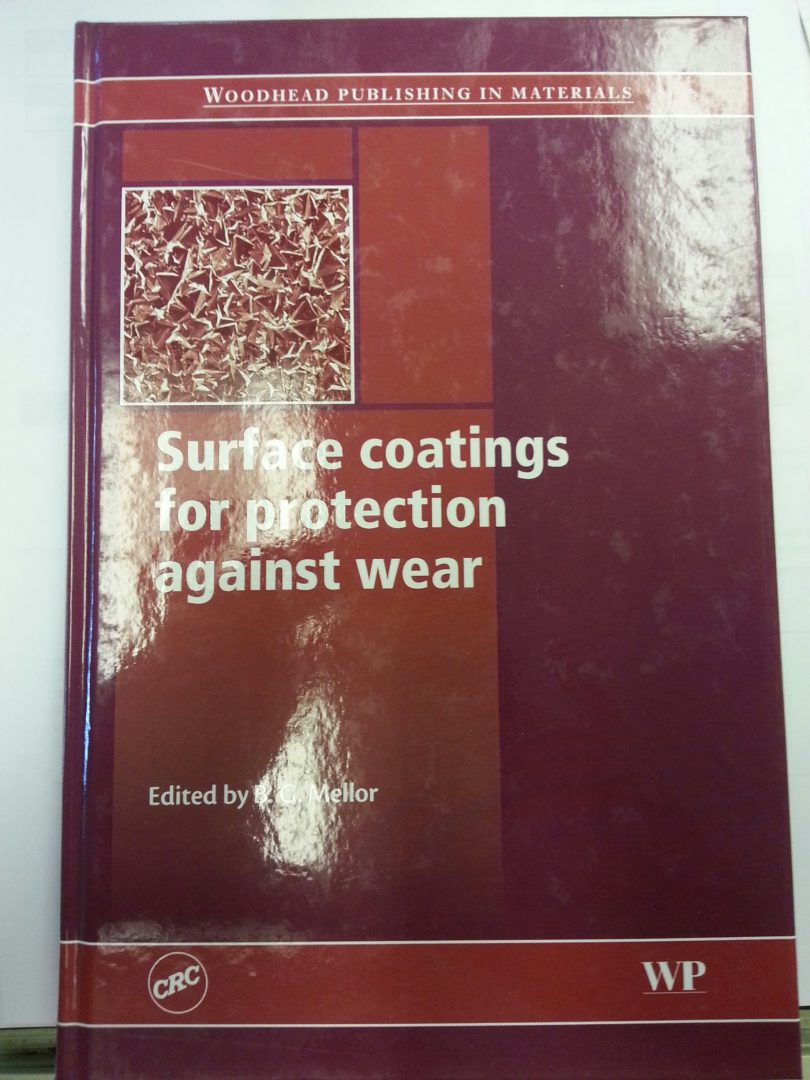 WOODHEAD PUBLISHING IN MATERIALS
Surface coatings
for protection
against wear
Edited by B. G. Mellor
CRC
WP